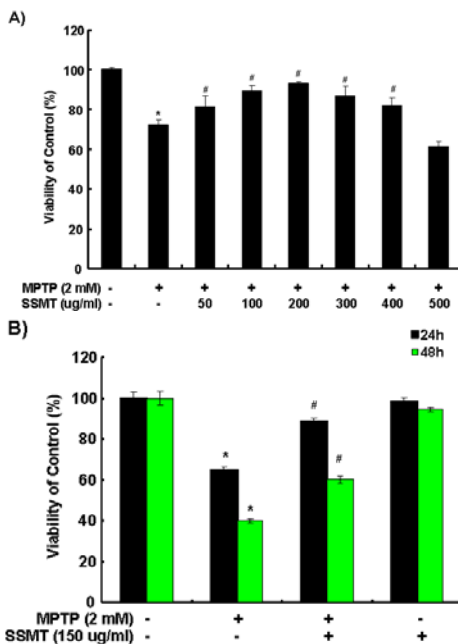 A)
Viability of Control (%)
120
100
80
60
40
20
0
* # # # # #
MPTP (2 mM) - + + + + + + +
SSMT (ug/ml) - - 50 100 200 300 400 500
B)
24h
48h
Viability of Control (%)
120
100
80
60
40
20
0
* * # #
MPTP (2 mM) - + + -
SSMT (150 ug/ml) - - + +